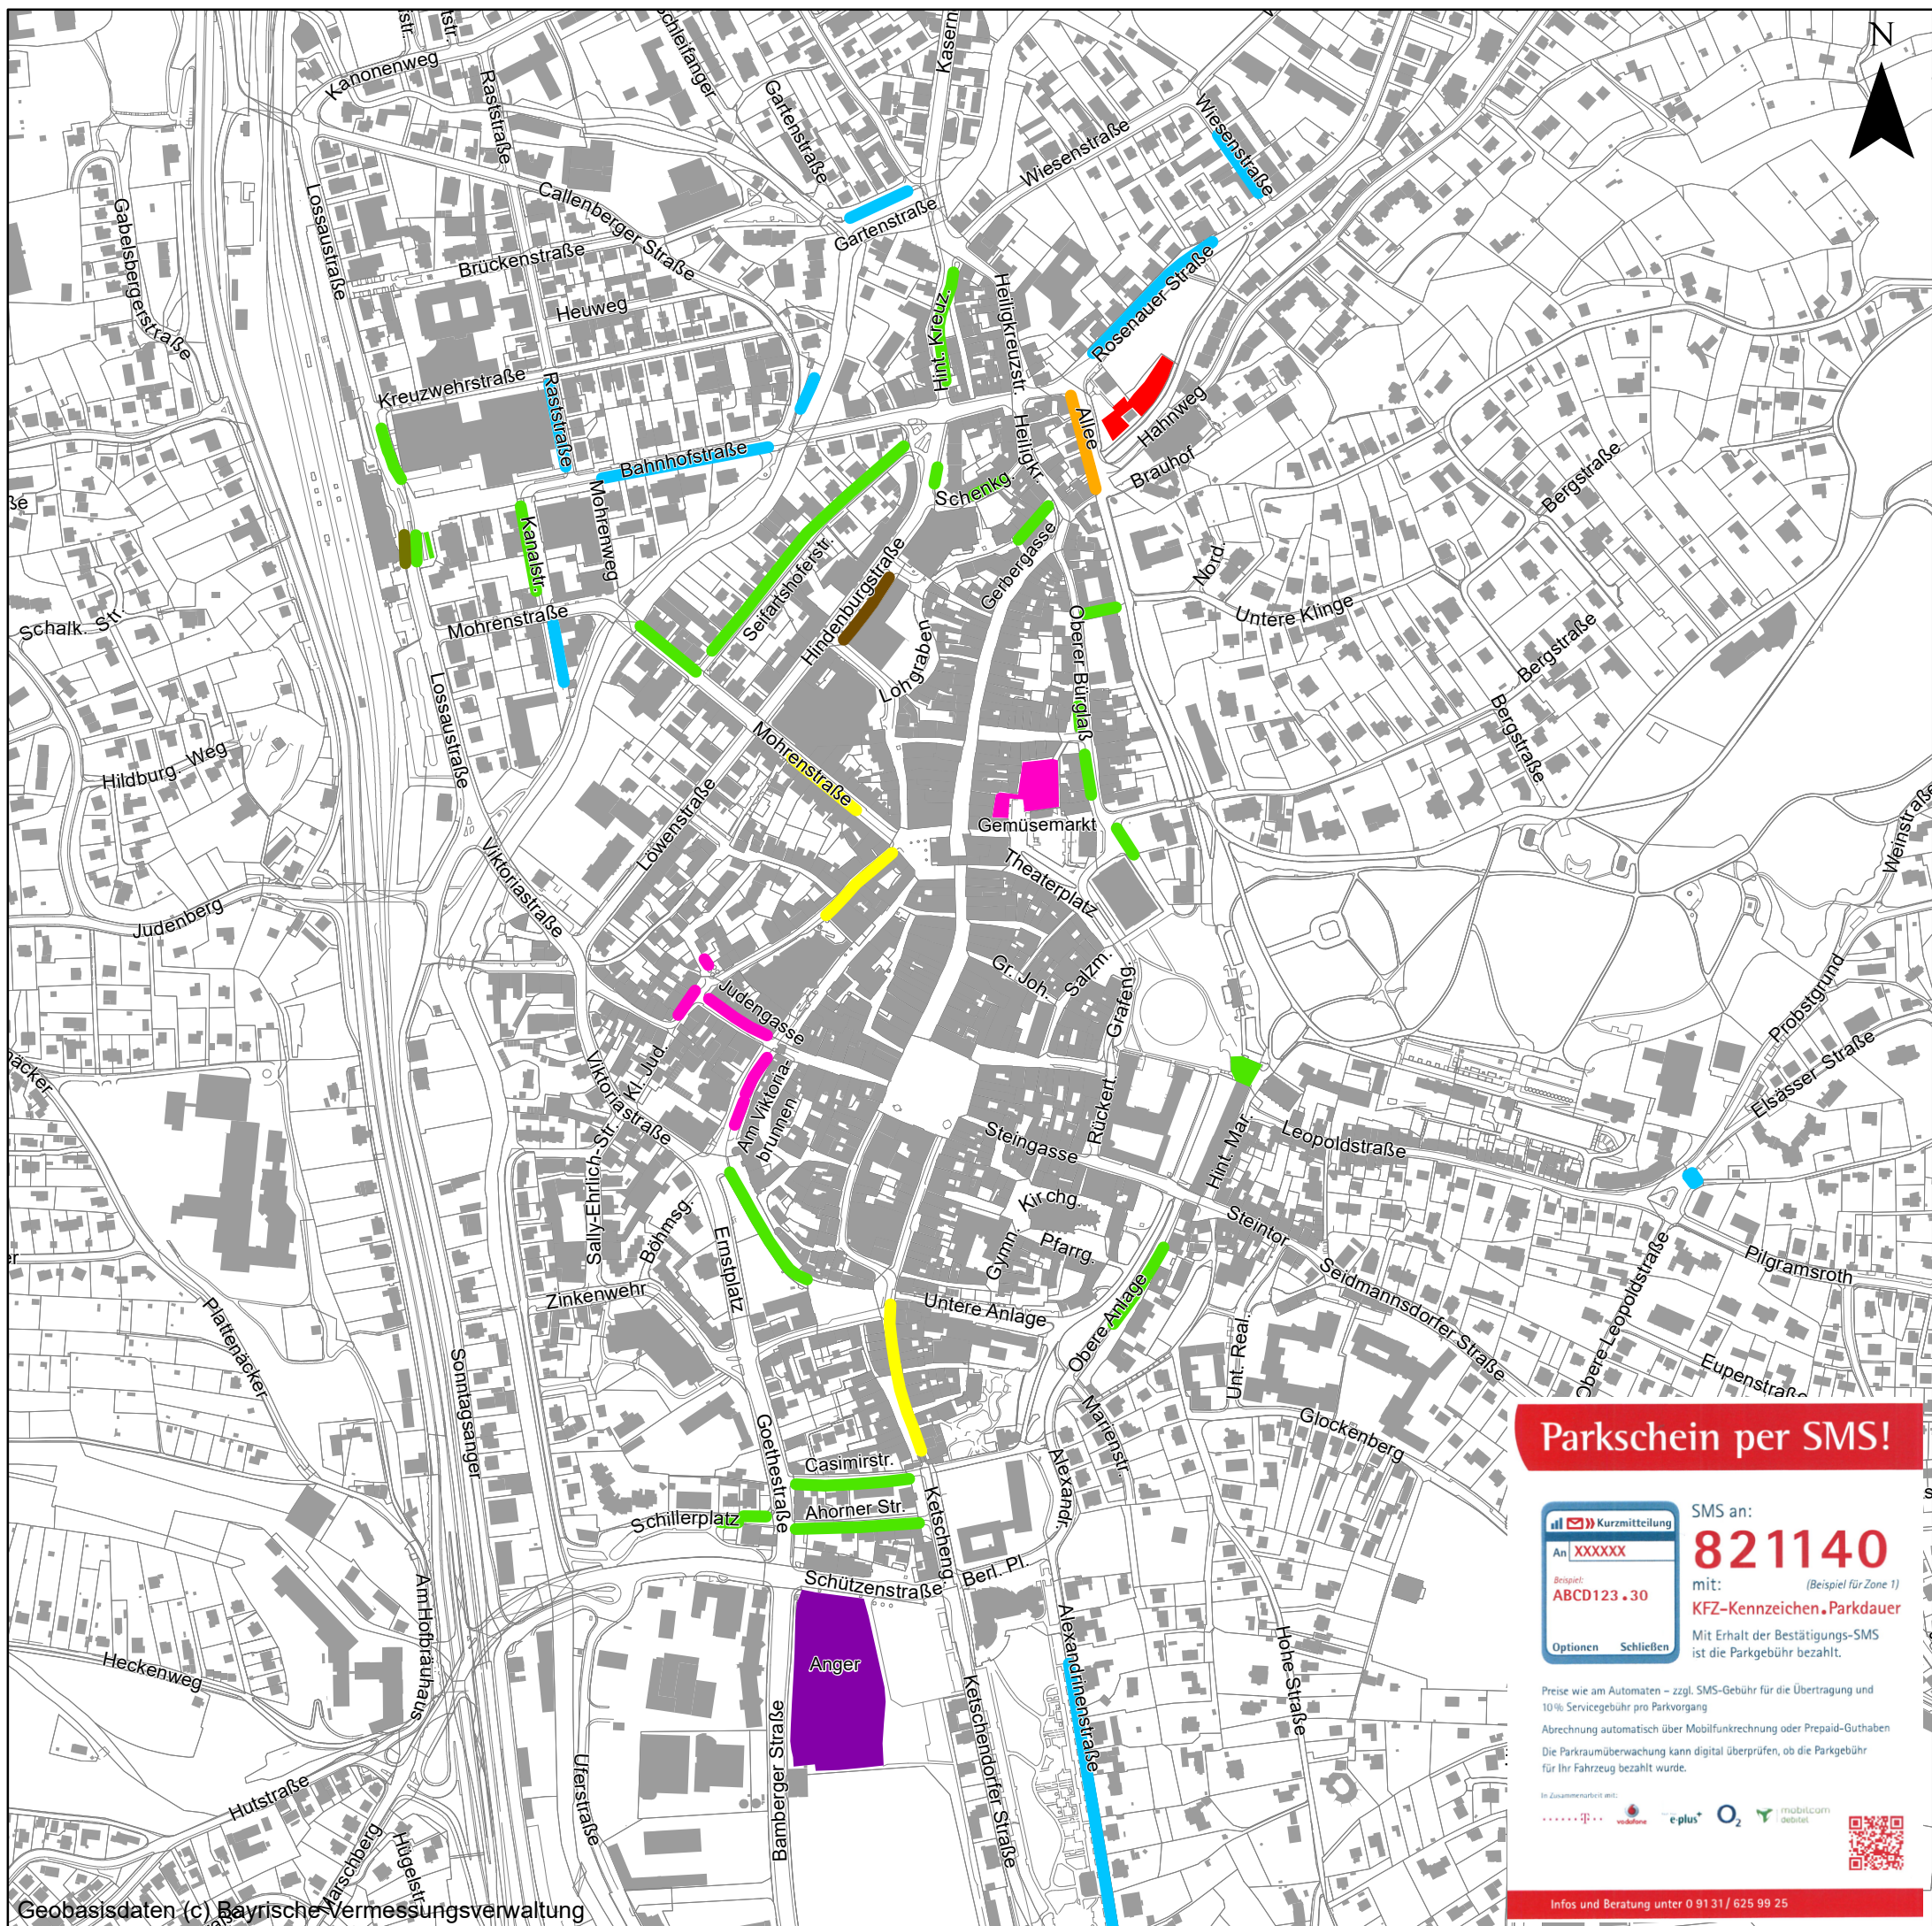 N
Kanonenweg
Raststraße
Gartenstraße
Wiesenstraße
Wiesenstraße
Gabelsbergerstraße
Lossaustraße
Callenberger Straße
Gartenstraße
Brückenstraße
Heuweg
Hint. Kreuz.
Heiligkreuzstr.
Rosenauer Straße
Kreuzwehrstraße
Raststraße
Allee
Hahnweg
Heiligkr.
Brauhof
Bahnhofstraße
Mohrenweg
Schenkg.
Bergstraße
Kanalstr.
Seifartshoferstr.
Hindenburgstraße
Gerbergasse
Nord.
Untere Klinge
Schalk. Str.
Mohrenstraße
Lohgraben
Oberer Bürglaß
Bergstraße
Bergstraße
Lossaustraße
Hildburg. Weg
Mohrenstraße
Löwenstraße
Gemüsemarkt
Theaterplatz
Weinstraße
Viktoriastraße
Judenberg
Gr. Joh.
Salzm.
Grafeng.
Judengasse
Probstgrund
Elsässer Straße
Kl. Jud.
Viktoriastraße
Am Viktoria-
brunnen.
Rückert.
Steingasse
Hint. Mar.
Leopoldstraße
Sally-Ehrlich-Str.
Böhmsg.
Ernstplatz
Kirchg.
Pfarrg.
Gymn.
Steintor
Seidmannsdorfer Straße
Pilgramsroth
Obere Leopoldstraße
Eupenstraße
Zinkenwehr
Untere Anlage
Obere Anlage
Unt. Real.
Plattenäcker
Sonntagsanger
Marienstr.
Glockenberg
Goethestraße
Casimirstr.
Ahorner Str.
Schillerplatz
Ketscheng.
Alexandr.
Berl. Pl.
Schützenstraße
Am Hofbräuhaus
Heckenweg
Anger
Alexandrinenstraße
Hohe Straße
Ketschendorfer Straße
Bamberger Straße
Uferstraße
Hutstraße
Marschberg
Hügelstr.
Parkschein per SMS!
Kurzmitteilung
An XXXXXX
Beispiel:
ABCD123.30
Optionen Schließen
SMS an:
821140
mit: (Beispiel für Zone 1)
KFZ-Kennzeichen.Parkdauer
Mit Erhalt der Bestätigungs-SMS
ist die Parkgebühr bezahlt.
Preise wie am Automaten – zzgl. SMS-Gebühr für die Übertragung und
10% Servicegebühr pro Parkvorgang
Abrechnung automatisch über Mobilfunkrechnung oder Prepaid-Guthaben
Die Parkraumüberwachung kann digital überprüfen, ob die Parkgebühr
für Ihr Fahrzeug bezahlt wurde.
In Zusammenarbeit mit:
T vodafone e·plus+ O2 mobilcom
debitel
Infos und Beratung unter 0 91 31 / 625 99 25
Geobasisdaten (c) Bayrische Vermessungsverwaltung